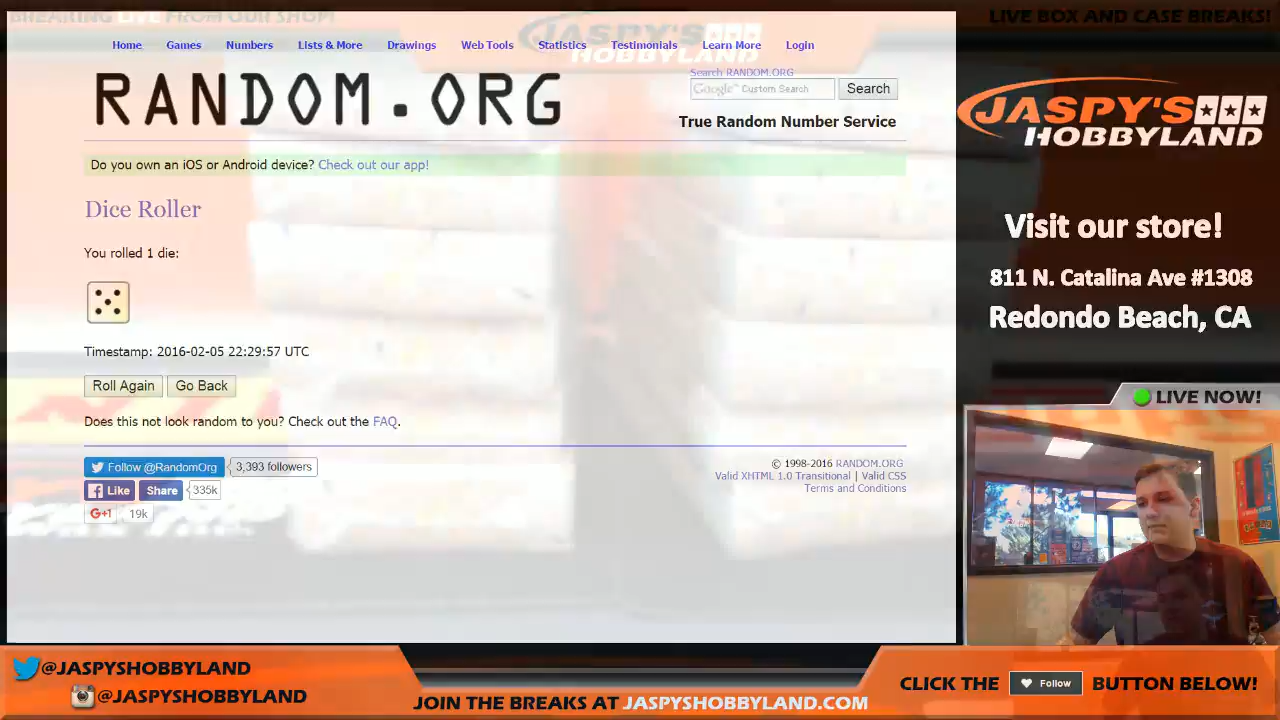 BREAKING LIVE FROM OUR SHOP!
LIVE BOX AND CASE BREAKS!
Home Games Numbers Lists & More Drawings Web Tools Statistics Testimonials Learn More Login
JASPY'S
HOBBYLAND
RANDOM.ORG
Search RANDOM.ORG
Google™ Custom Search
Search
True Random Number Service
JASPY'S
HOBBYLAND
Do you own an iOS or Android device? Check out our app!
Dice Roller
Visit our store!
You rolled 1 die:
811 N. Catalina Ave #1308
Redondo Beach, CA
Timestamp: 2016-02-05 22:29:57 UTC
Roll Again Go Back
LIVE NOW!
Does this not look random to you? Check out the FAQ.
Follow @RandomOrg 3,393 followers
Like Share 335k
G+1 19k
© 1998-2016 RANDOM.ORG
Valid XHTML 1.0 Transitional | Valid CSS
Terms and Conditions
@JASPYSHOBBYLAND
@JASPYSHOBBYLAND
JOIN THE BREAKS AT JASPYSHOBBYLAND.COM
CLICK THE Follow BUTTON BELOW!